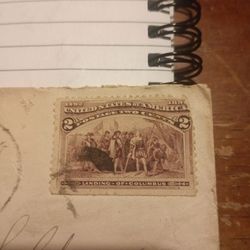 1492 1892
UNITED STATES OF AMERICA
POSTAGE TWO CENTS
2 2
LANDING OF COLUMBUS